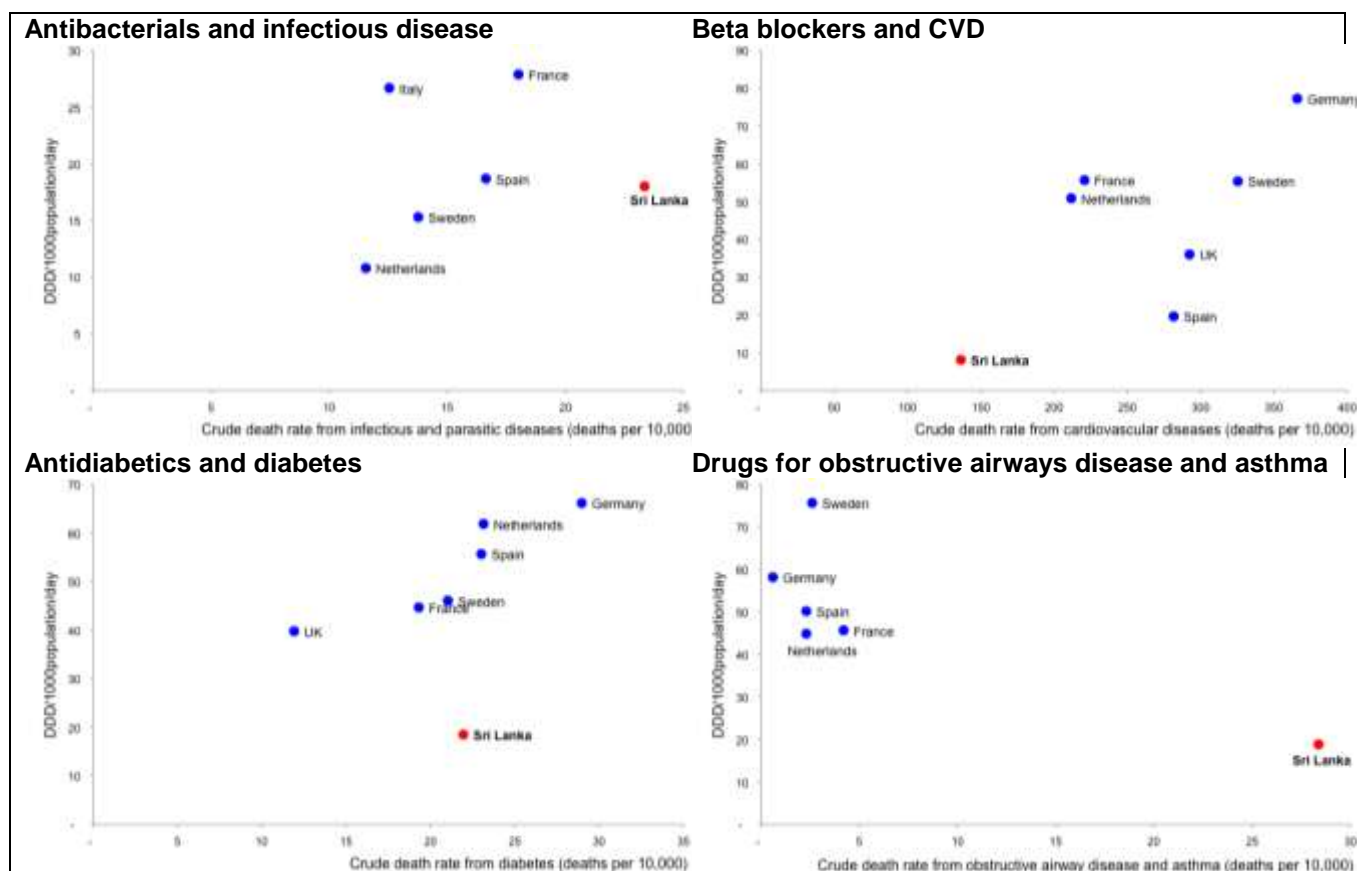 Antibacterials and infectious disease
30
25
20
15
10
5
-
DDD/1000population/day
Italy
France
Spain
Sri Lanka
Sweden
Netherlands
- 5 10 15 20 25
Crude death rate from infectious and parasitic diseases (deaths per 10,000
Beta blockers and CVD
90
80
70
60
50
40
30
20
10
-
DDD/1000population/day
Germany
France
Sweden
Netherlands
UK
Spain
Sri Lanka
- 50 100 150 200 250 300 350 400
Crude death rate from cardiovascular diseases (deaths per 10,000)
Antidiabetics and diabetes
70
60
50
40
30
20
10
-
DDD/1000population/day
Germany
Netherlands
Spain
Sweden
France
UK
Sri Lanka
- 5 10 15 20 25 30 35
Crude death rate from diabetes (deaths per 10,000)
Drugs for obstructive airways disease and asthma
80
70
60
50
40
30
20
10
-
DDD/1000population/day
Sweden
Germany
Spain
France
Netherlands
Sri Lanka
- 5 10 15 20 25 30
Crude death rate from obstructive airway disease and asthma (deaths per 10,000)